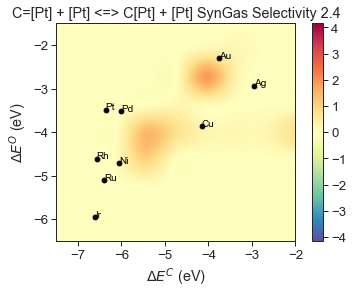 C=[Pt] + [Pt] <=> C[Pt] + [Pt] SynGas Selectivity 2.4
ΔE^O (eV)
−2
−3
−4
−5
−6
Au
Ag
Pt
Pd
Cu
Rh
Ni
Ru
Ir
−7
−6
−5
−4
−3
−2
ΔE^C (eV)
4
3
2
1
0
−1
−2
−3
−4